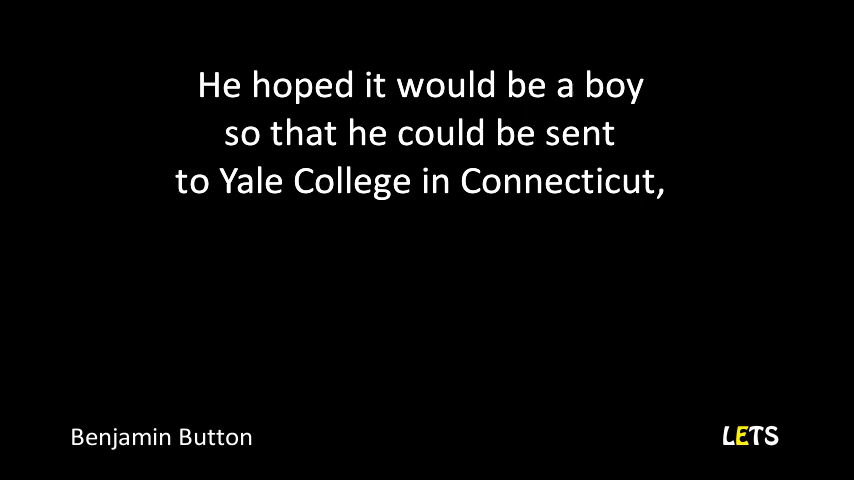 He hoped it would be a boy
so that he could be sent
to Yale College in Connecticut,
Benjamin Button
LETS